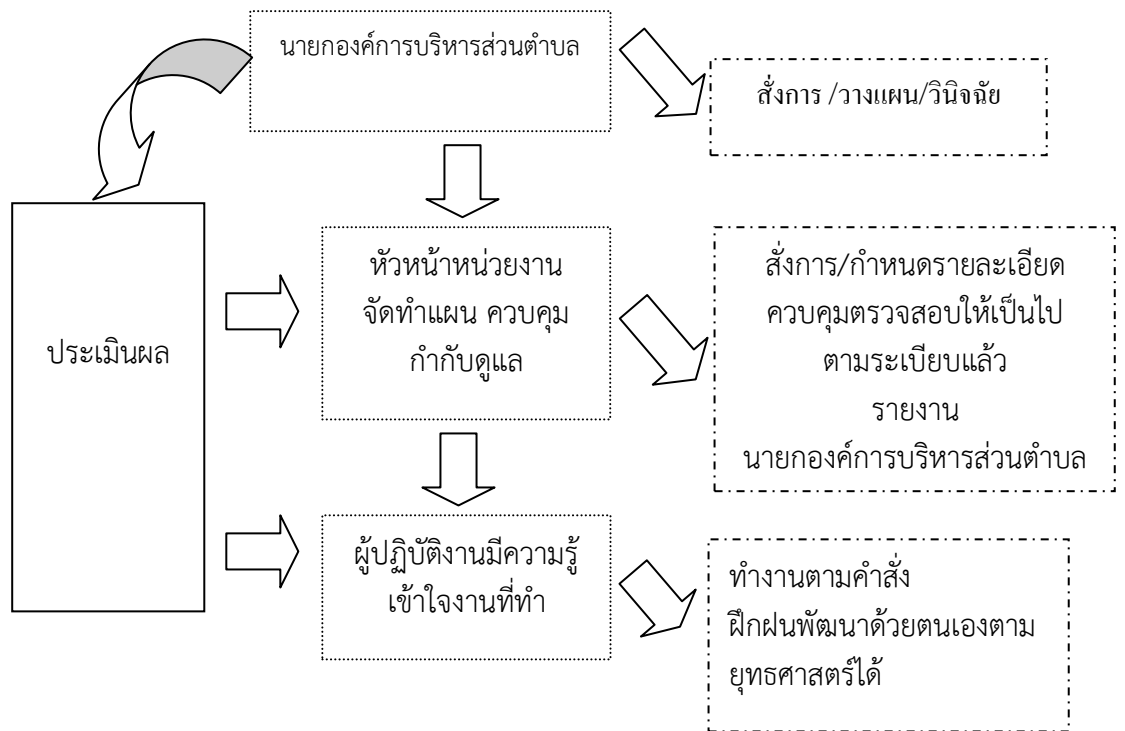 นายกองค์การบริหารส่วนตำบล
สั่งการ /วางแผน/วินิจฉัย
ประเมินผล
หัวหน้าหน่วยงาน
จัดทำแผน ควบคุม
กำกับดูแล
สั่งการ/กำหนดรายละเอียด
ควบคุมตรวจสอบให้เป็นไป
ตามระเบียบแล้ว
รายงาน
นายกองค์การบริหารส่วนตำบล
ผู้ปฏิบัติงานมีความรู้
เข้าใจงานที่ทำ
ทำงานตามคำสั่ง
ฝึกฝนพัฒนาด้วยตนเองตาม
ยุทธศาสตร์ได้